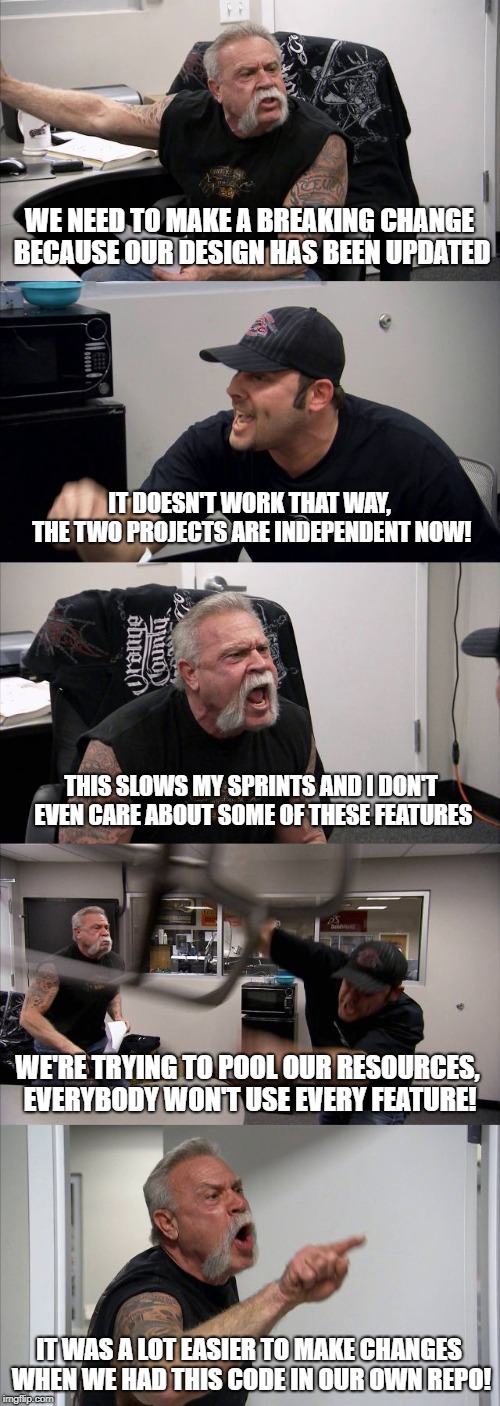 WE NEED TO MAKE A BREAKING CHANGE
BECAUSE OUR DESIGN HAS BEEN UPDATED
IT DOESN'T WORK THAT WAY,
THE TWO PROJECTS ARE INDEPENDENT NOW!
Orange
County
THIS SLOWS MY SPRINTS AND I DON'T
EVEN CARE ABOUT SOME OF THESE FEATURES
WE'RE TRYING TO POOL OUR RESOURCES,
EVERYBODY WON'T USE EVERY FEATURE!
IT WAS A LOT EASIER TO MAKE CHANGES
WHEN WE HAD THIS CODE IN OUR OWN REPO!
imgflip.com